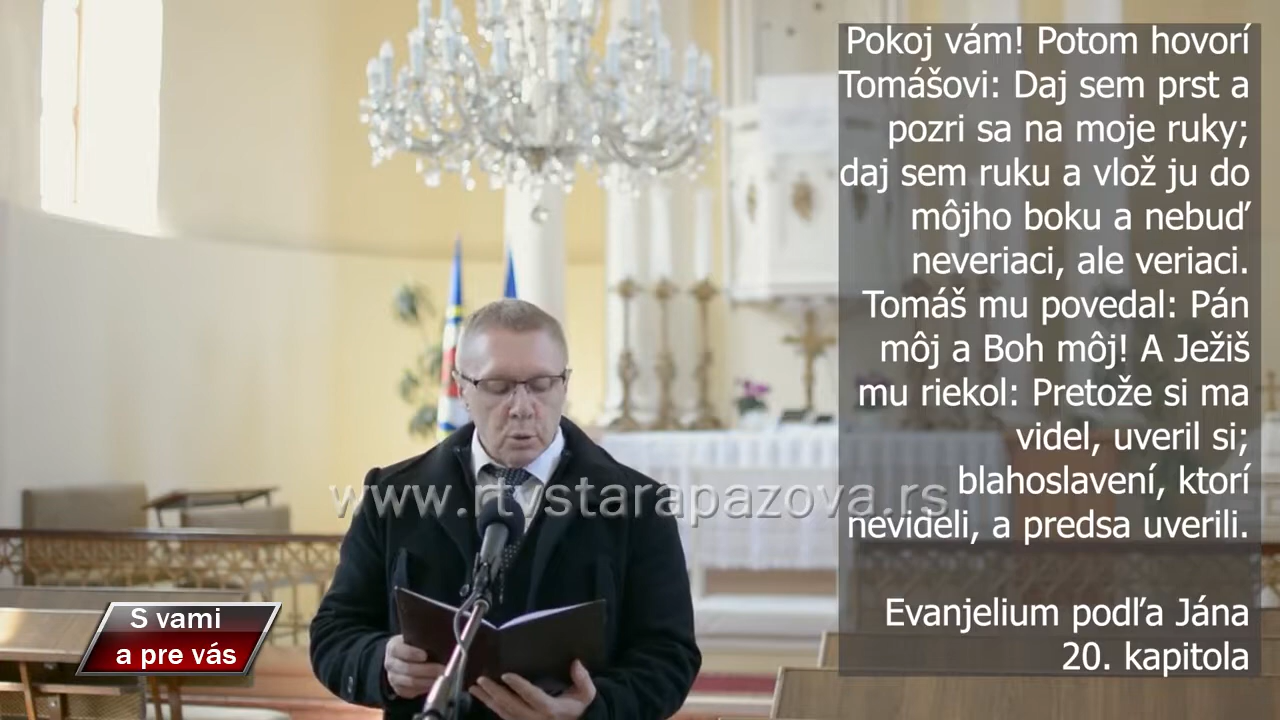 Pokoj vám! Potom hovorí
Tomášovi: Daj sem prst a
pozri sa na moje ruky;
daj sem ruku a vlož ju do
môjho boku a nebuď
neveriaci, ale veriaci.
Tomáš mu povedal: Pán
môj a Boh môj! A Ježiš
mu riekol: Pretože si ma
videl, uveril si;
blahoslavení, ktorí
nevideli, a predsa uverili.
Evanjelium podľa Jána
20. kapitola
www.rtvstarapazova.rs
S vami
a pre vás